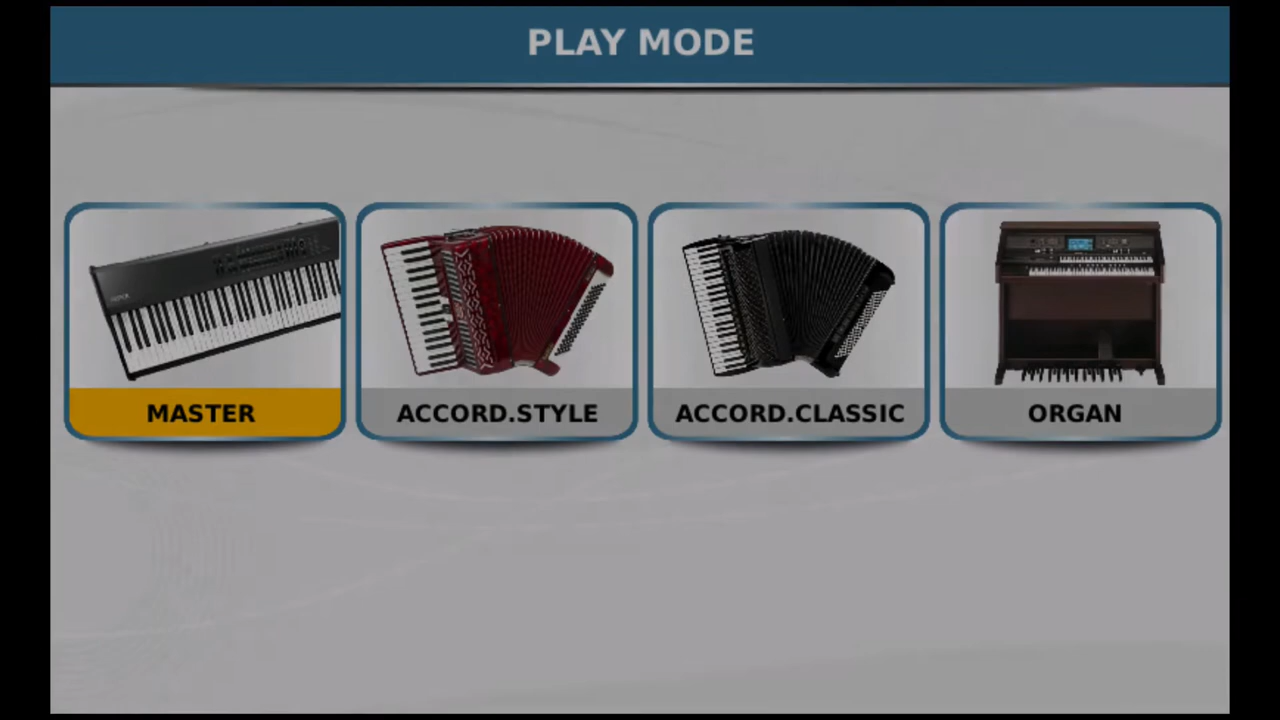 PLAY MODE
MASTER
ACCORD.STYLE
ACCORD.CLASSIC
ORGAN